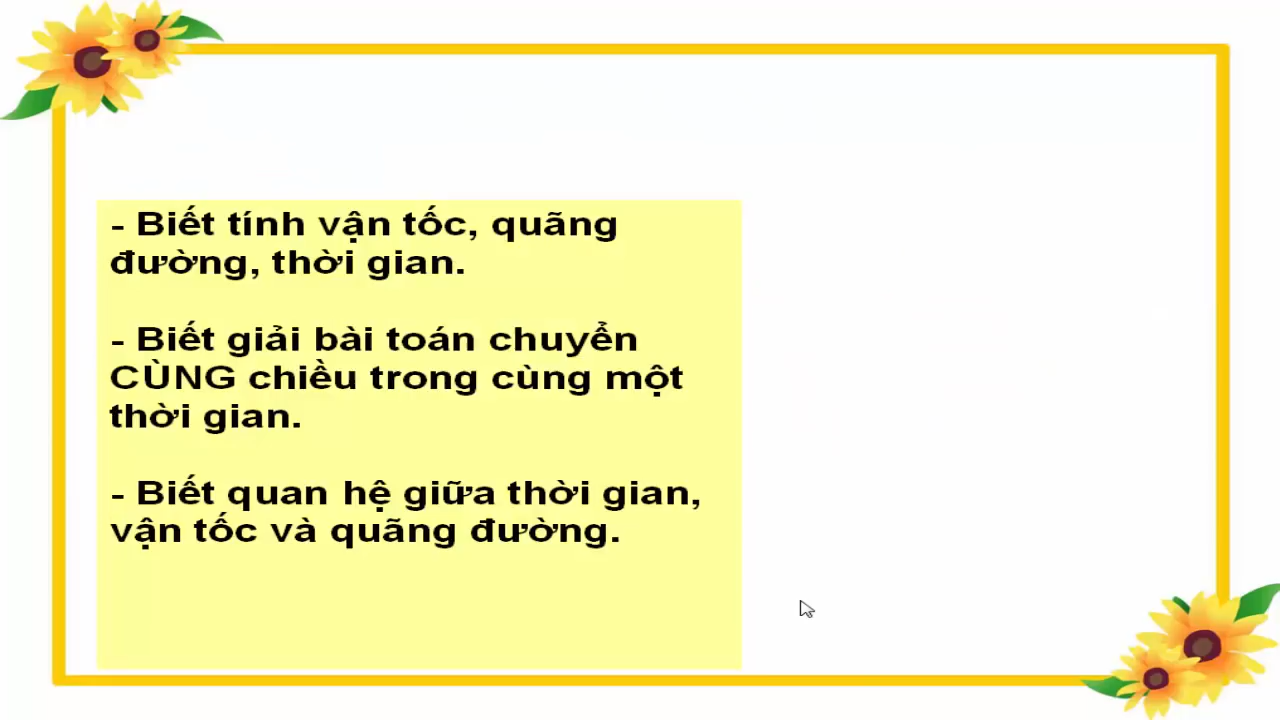 - Biết tính vận tốc, quãng
đường, thời gian.
- Biết giải bài toán chuyển
CÙNG chiều trong cùng một
thời gian.
- Biết quan hệ giữa thời gian,
vận tốc và quãng đường.